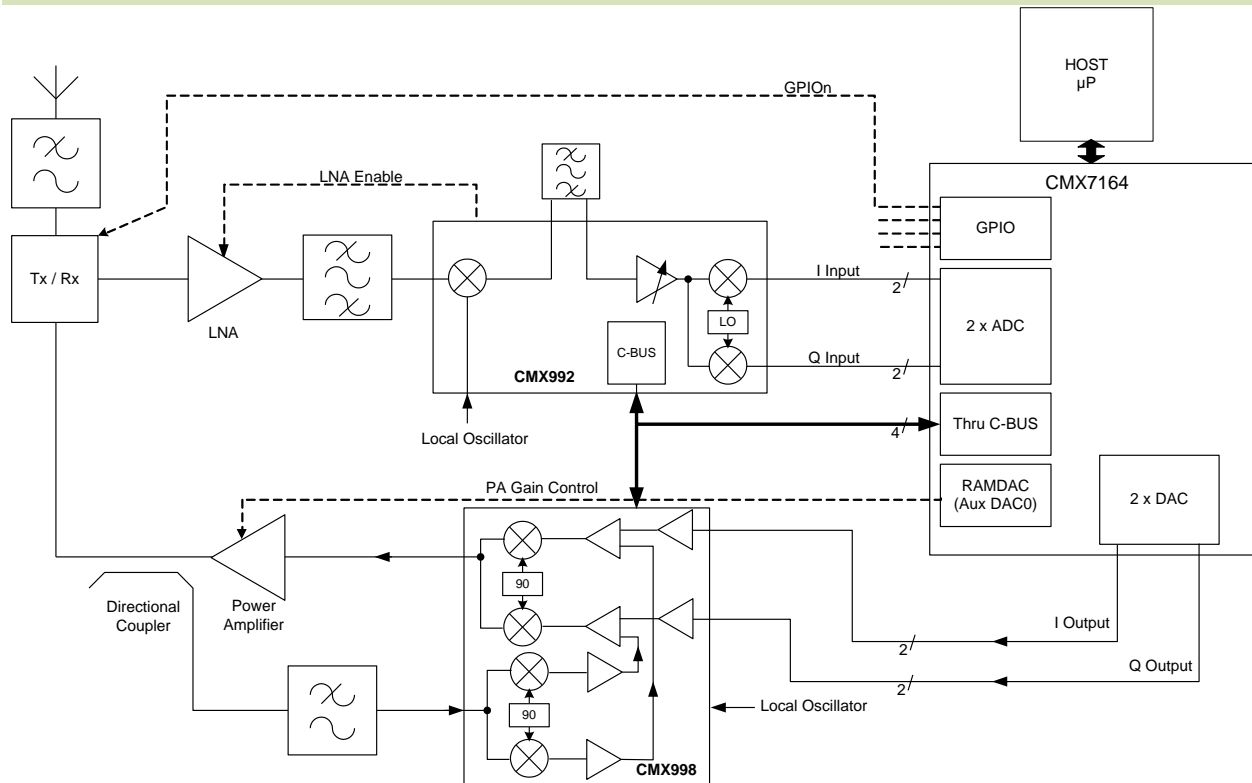 HOST
µP
GPIOn
CMX7164
LNA Enable
GPIO
Tx / Rx
I Input
2
LO
2 x ADC
LNA
C-BUS
Q Input
2
CMX992
Local Oscillator
4
Thru C-BUS
PA Gain Control
RAMDAC
(Aux DAC0)
2 x DAC
90
Directional
Coupler
Power
Amplifier
I Output
2
Q Output
2
90
Local Oscillator
CMX998